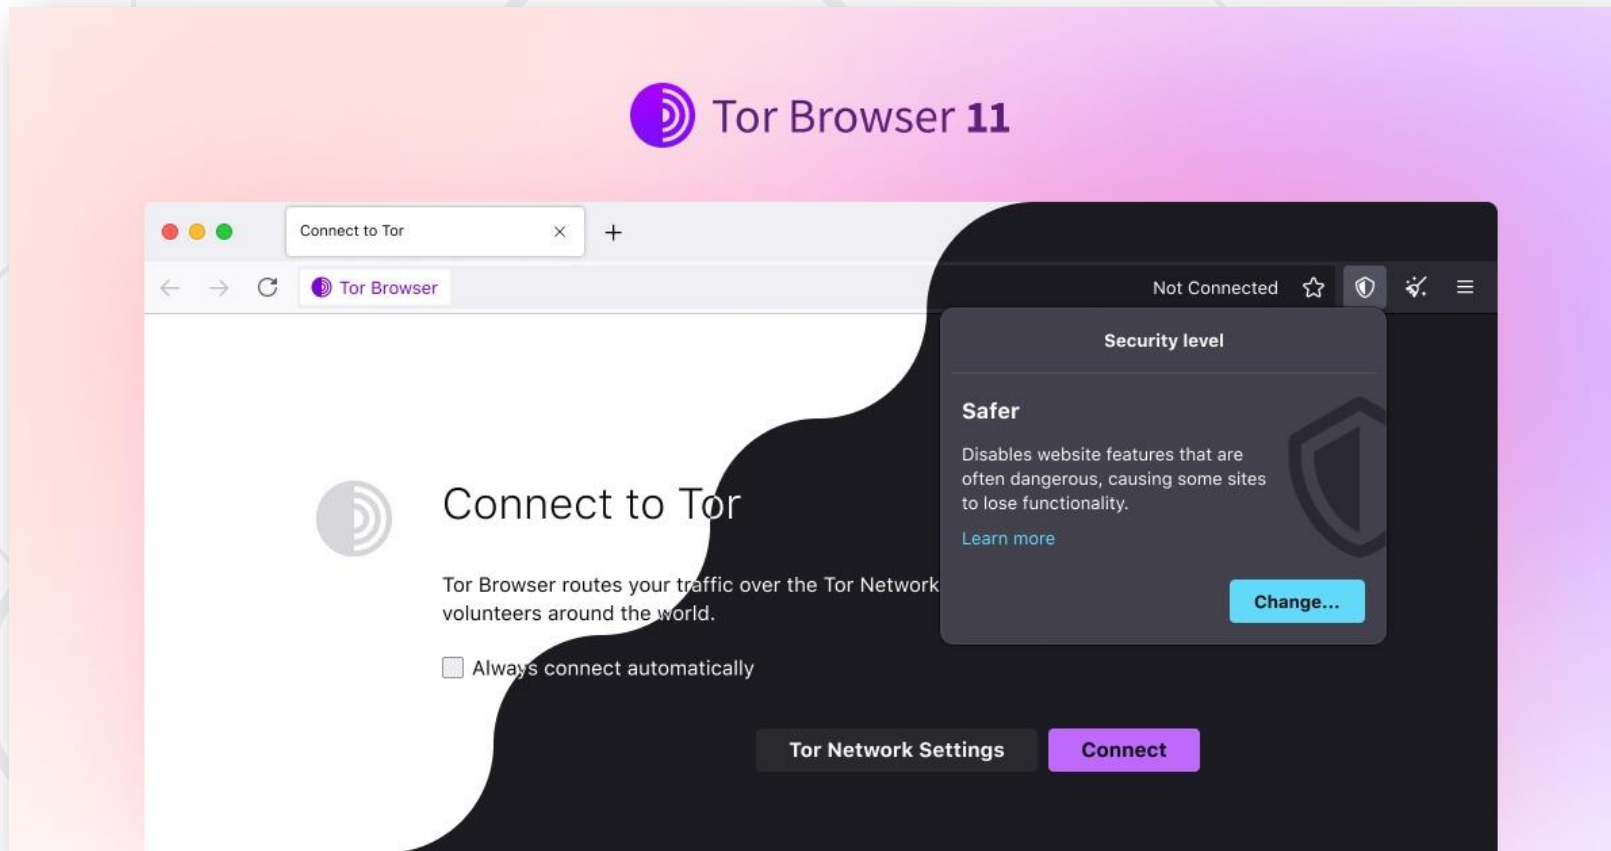 Tor Browser 11
Connect to Tor
Tor Browser
Not Connected
Security level
Safer
Disables website features that are
often dangerous, causing some sites
to lose functionality.
Learn more
Change...
Connect to Tor
Tor Browser routes your traffic over the Tor Network
volunteers around the world.
Always connect automatically
Tor Network Settings
Connect